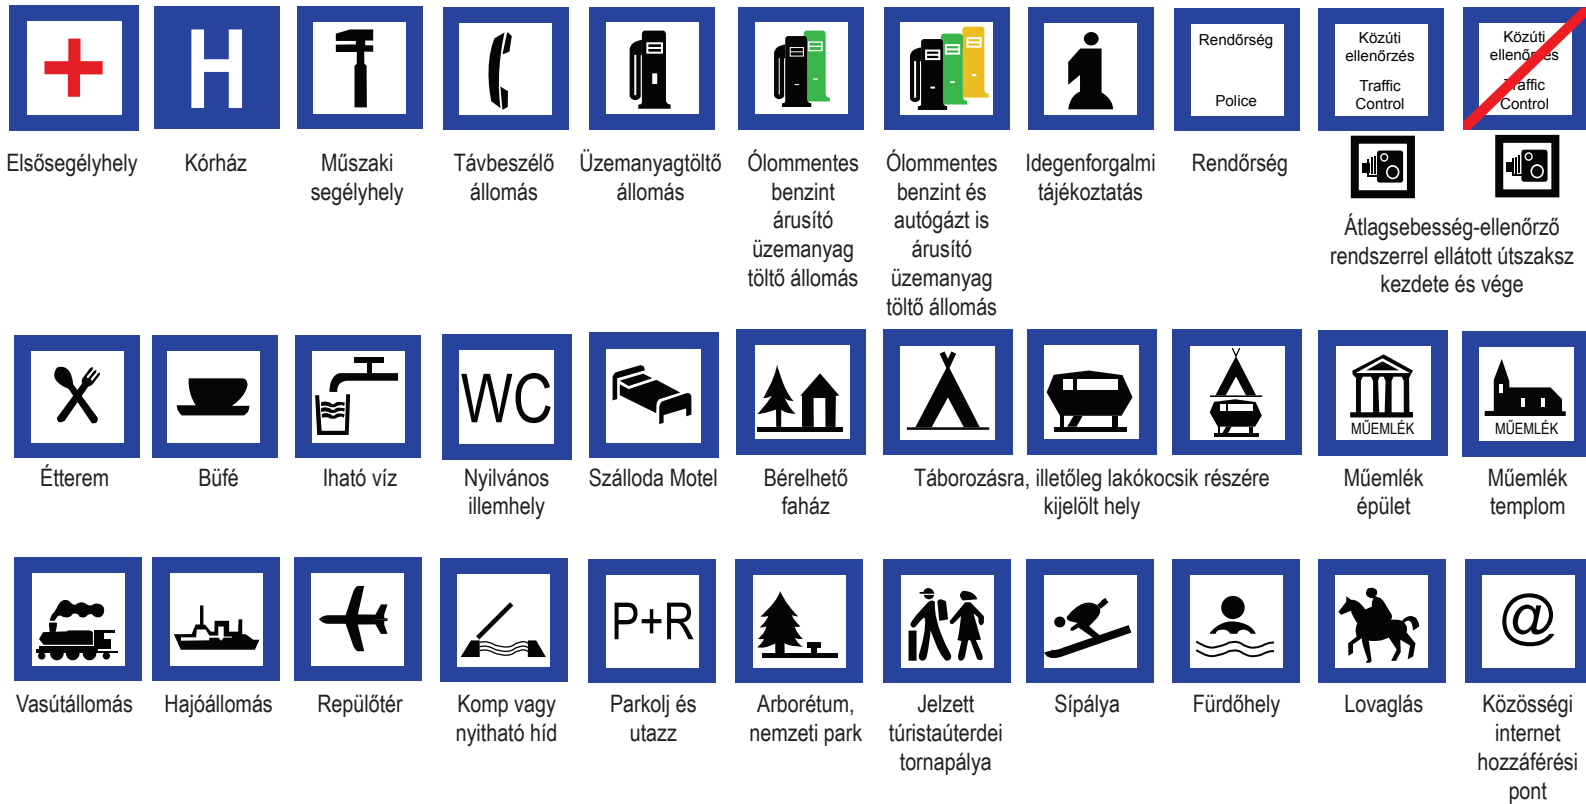 H
Rendőrség
Police
Közúti
ellenőrzés
Traffic
Control
Közúti
ellenőrzés
Traffic
Control
Elsősegélyhely
Kórház
Műszaki
segélyhely
Távbeszélő
állomás
Üzemanyagtöltő
állomás
Ólommentes
benzint
árusító
üzemanyag
töltő állomás
Ólommentes
benzint és
autógázt is
árusító
üzemanyag
töltő állomás
Idegenforgalmi
tájékoztatás
Rendőrség
Átlagsebesség-ellenőrző
rendszerrel ellátott útszaksz
kezdete és vége
WC
MŰEMLÉK
MŰEMLÉK
Étterem
Büfé
Iható víz
Nyilvános
illemhely
Szálloda Motel
Bérelhető
faház
Táborozásra, illetőleg lakókocsik részére
kijelölt hely
Műemlék
épület
Műemlék
templom
P+R
@
Vasútállomás
Hajóállomás
Repülőtér
Komp vagy
nyitható híd
Parkolj és
utazz
Arborétum,
nemzeti park
Jelzett
túristaúterdei
tornapálya
Sípálya
Fürdőhely
Lovaglás
Közösségi
internet
hozzáférési
pont